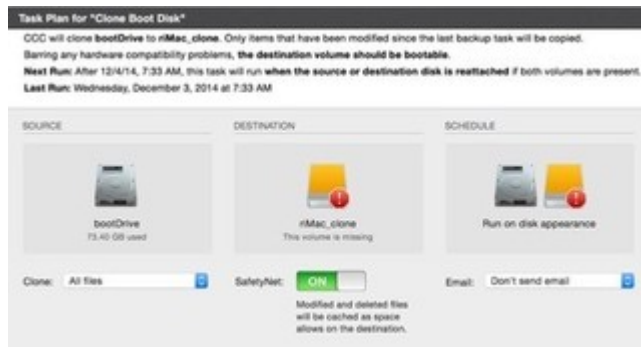 Task Plan for "Clone Boot Disk"
CCC will clone bootDrive to riMac_clone. Only items that have been modified since the last backup task will be copied.
Barring any hardware compatibility problems, the destination volume should be bootable.
Next Run: After 12/4/14, 7:33 AM, this task will run when the source or destination disk is reattached if both volumes are present.
Last Run: Wednesday, December 3, 2014 at 7:33 AM
SOURCE
DESTINATION
SCHEDULE
bootDrive
73.40 GB used
riMac_clone
This volume is missing
Run on disk appearance
Clone: All files
SafetyNet: ON
Email: Don't send email
Modified and deleted files
will be cached as space
allows on the destination.